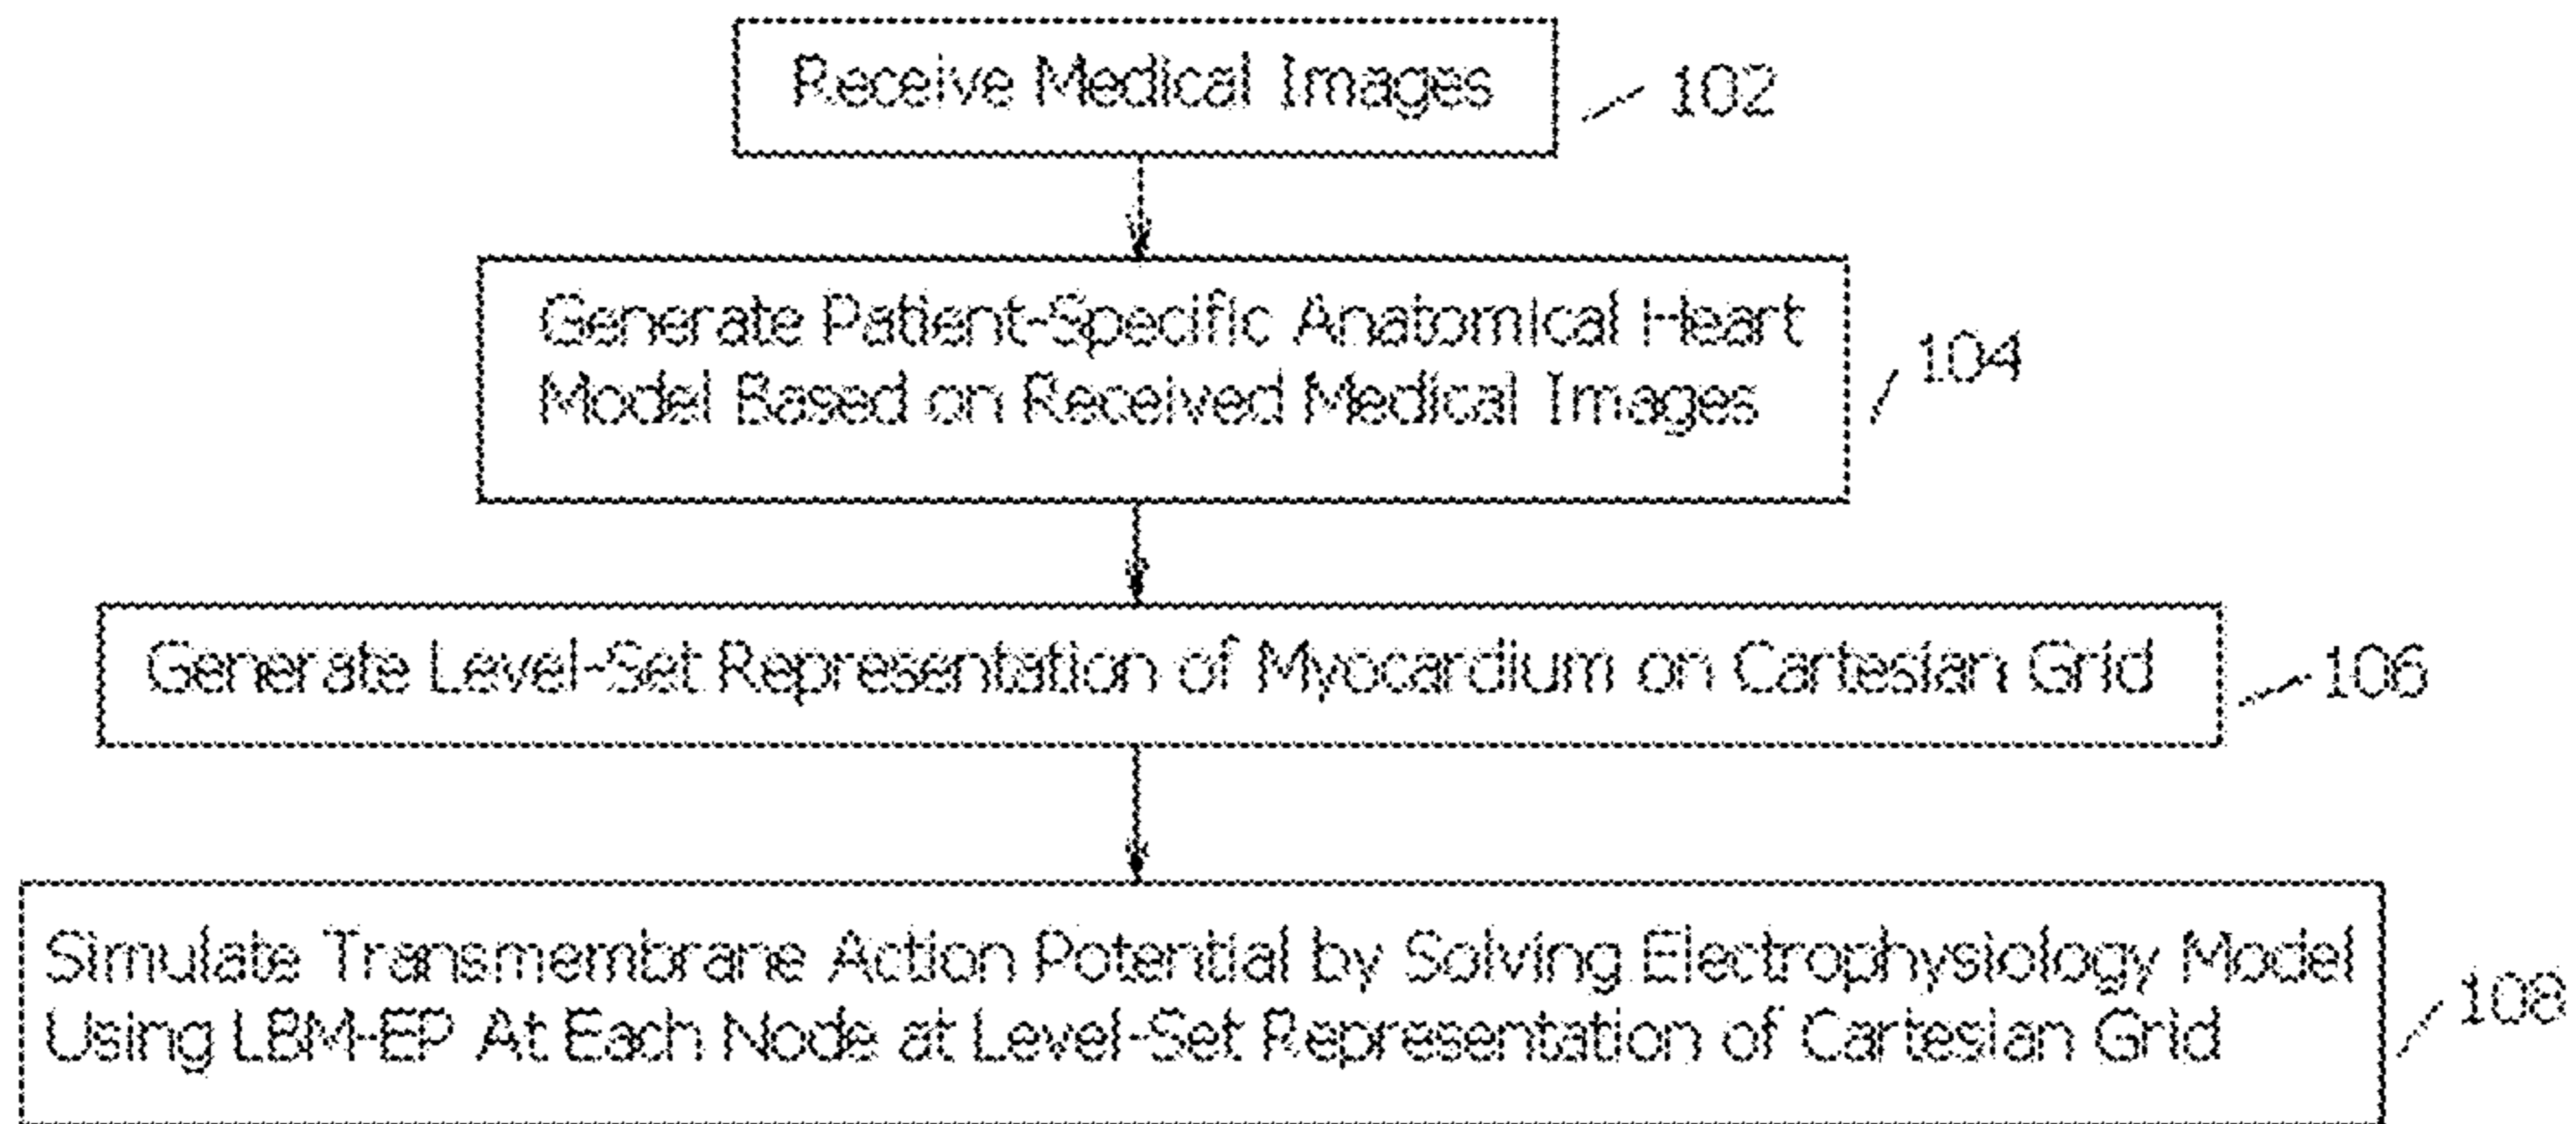 Receive Medical Images
102
Generate Patient-Specific Anatomical Heart
Model Based on Received Medical Images
104
Generate Level-Set Representation of Myocardium on Cartesian Grid
106
Simulate Transmembrane Action Potential by Solving Electrophysiology Model
Using LBM-EP At Each Node at Level-Set Representation of Cartesian Grid
108